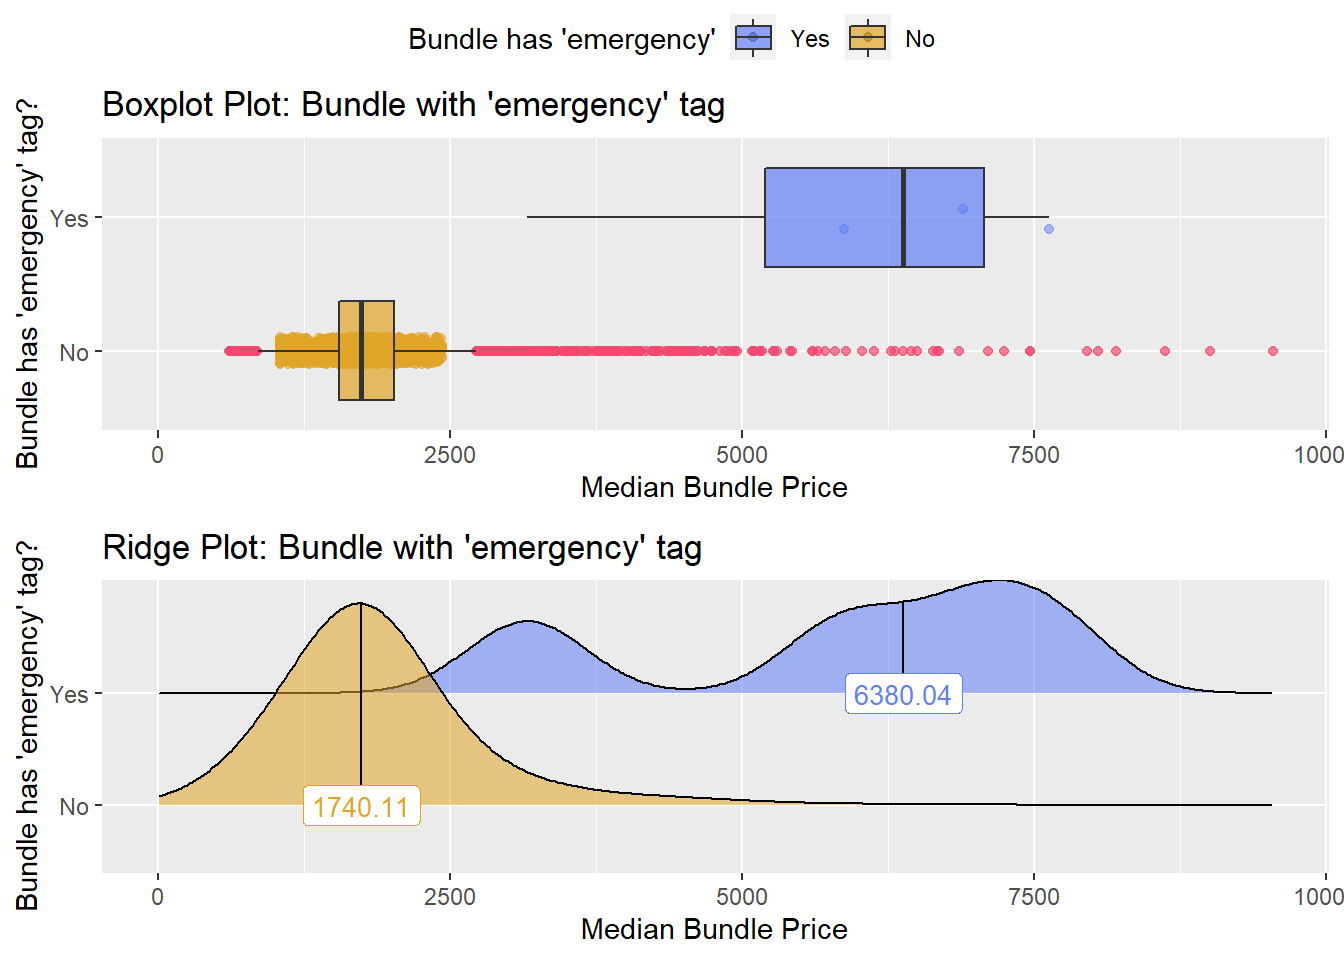 Bundle has 'emergency' Yes No
Boxplot Plot: Bundle with 'emergency' tag
Bundle has 'emergency' tag?
Yes
No
0 2500 5000 7500 1000
Median Bundle Price
Ridge Plot: Bundle with 'emergency' tag
Bundle has 'emergency' tag?
Yes
6380.04
No
1740.11
0 2500 5000 7500 1000
Median Bundle Price